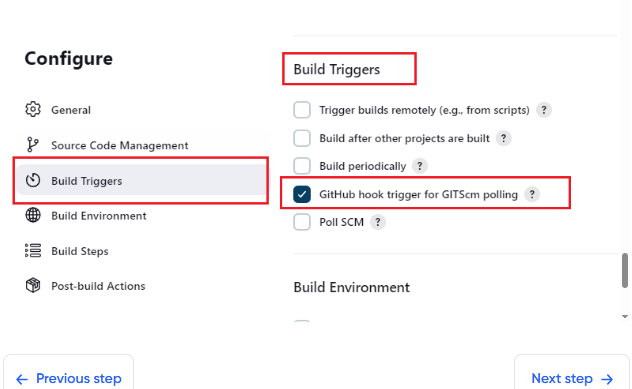 Configure
General
Source Code Management
Build Triggers
Build Environment
Build Steps
Post-build Actions
Build Triggers
Trigger builds remotely (e.g., from scripts) ?
Build after other projects are built ?
Build periodically ?
GitHub hook trigger for GITScm polling ?
Poll SCM ?
Build Environment
← Previous step
Next step →